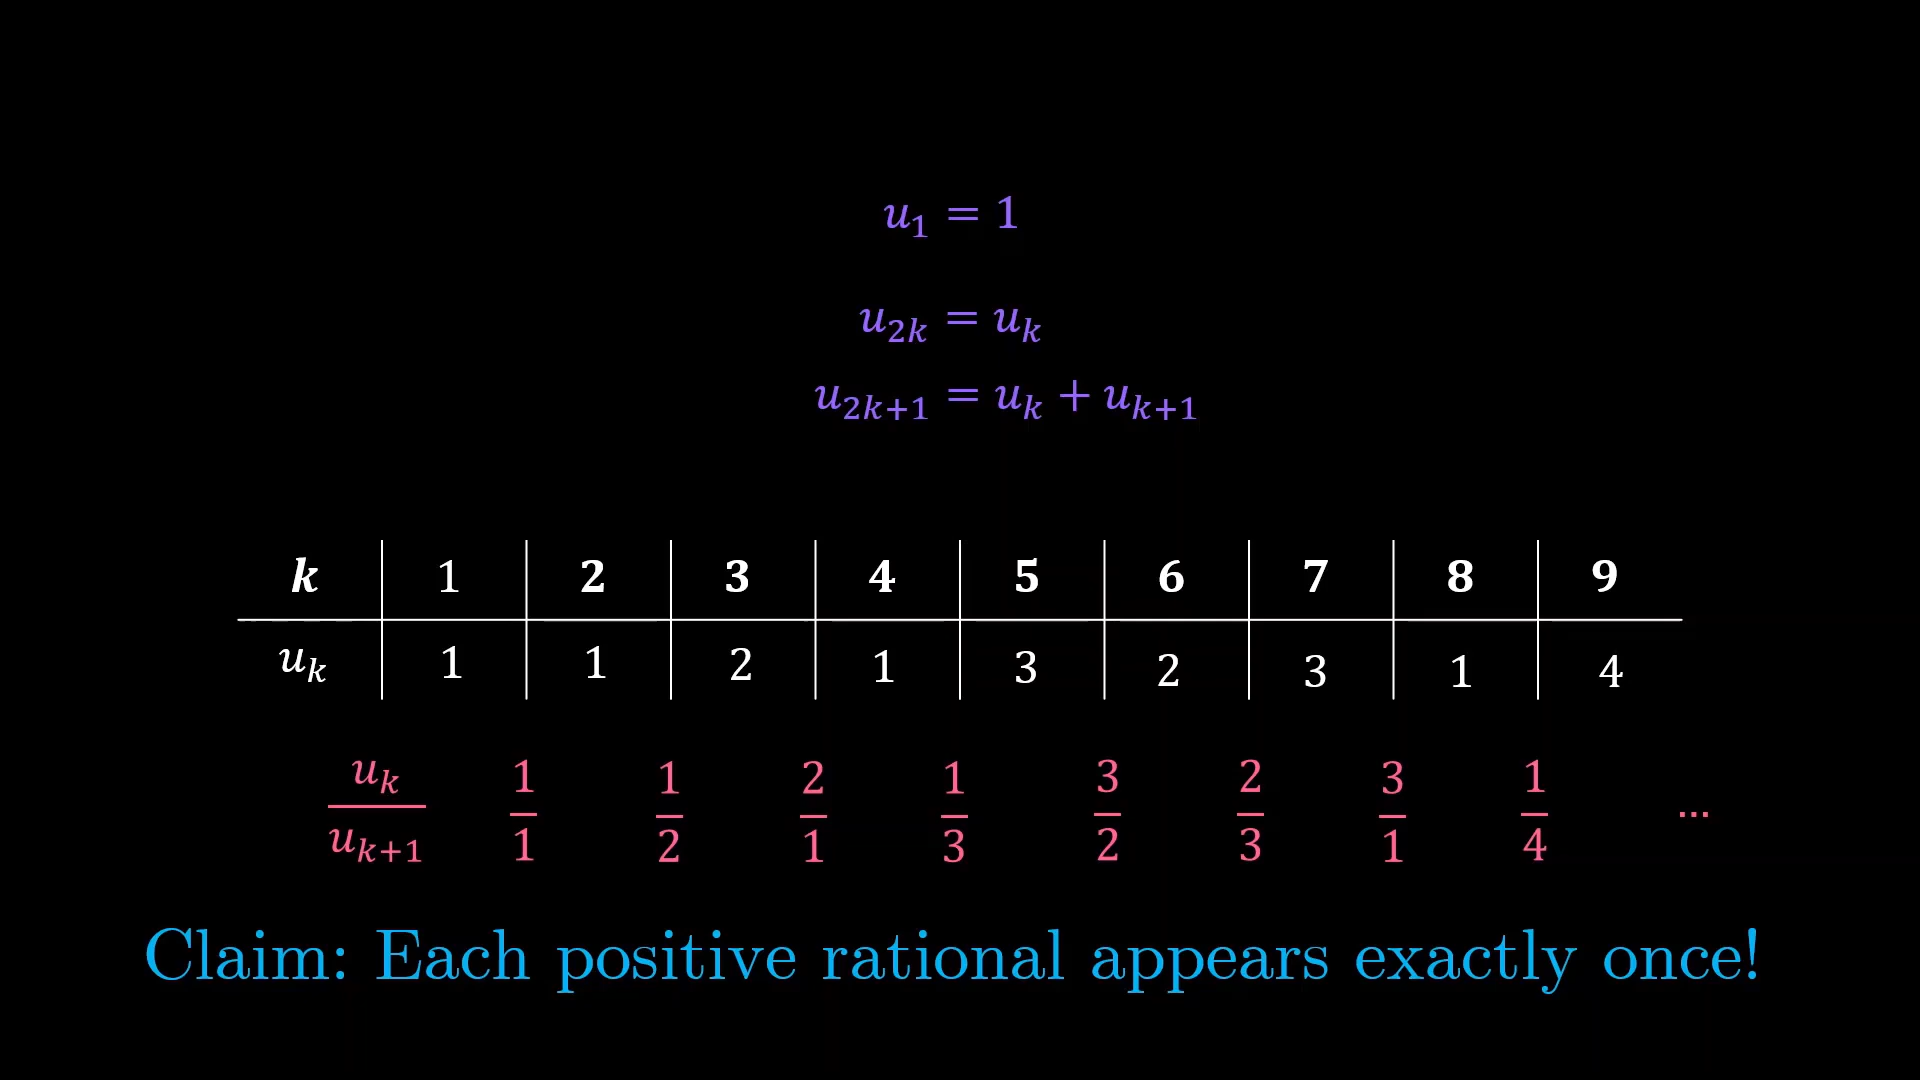 u₁ = 1
u₂ₖ = uₖ
u₂ₖ₊₁ = uₖ + uₖ₊₁
k 1 2 3 4 5 6 7 8 9
uₖ 1 1 2 1 3 2 3 1 4
uₖ/uₖ₊₁ 1/1 1/2 2/1 1/3 3/2 2/3 3/1 1/4 ...
Claim: Each positive rational appears exactly once!